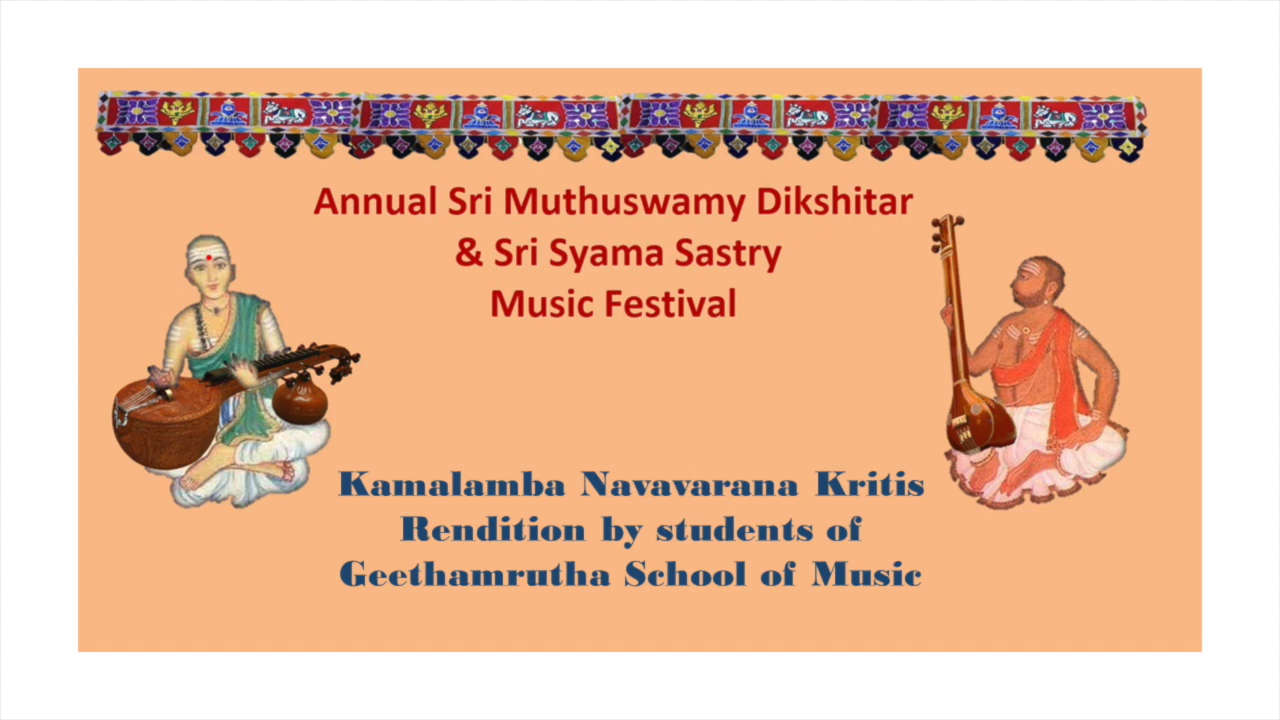 Annual Sri Muthuswamy Dikshitar
& Sri Syama Sastry
Music Festival
Kamalamba Navavarana Kritis
Rendition by students of
Geethamrutha School of Music